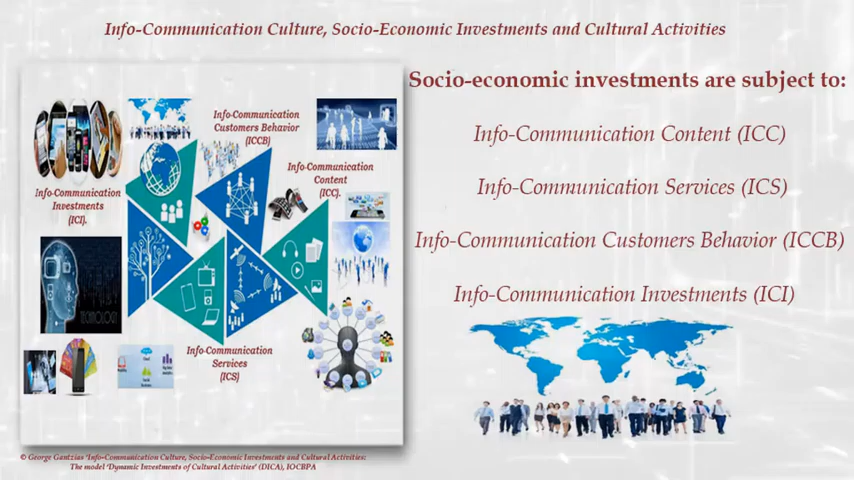 Info-Communication Culture, Socio-Economic Investments and Cultural Activities
Socio-economic investments are subject to:
Info-Communication Content (ICC)
Info-Communication Services (ICS)
Info-Communication Customers Behavior (ICCB)
Info-Communication Investments (ICI)
Info-Communication
Customers Behavior
(ICCB)
Info-Communication
Content
(ICC).
Info-Communication
Investments
(ICI).
TECHNOLOGY
Info-Communication
Services
(ICS)
© George Gantzias 'Info-Communication Culture, Socio-Economic Investments and Cultural Activities:
The model 'Dynamic Investments of Cultural Activities' (DICA), IOCBPA